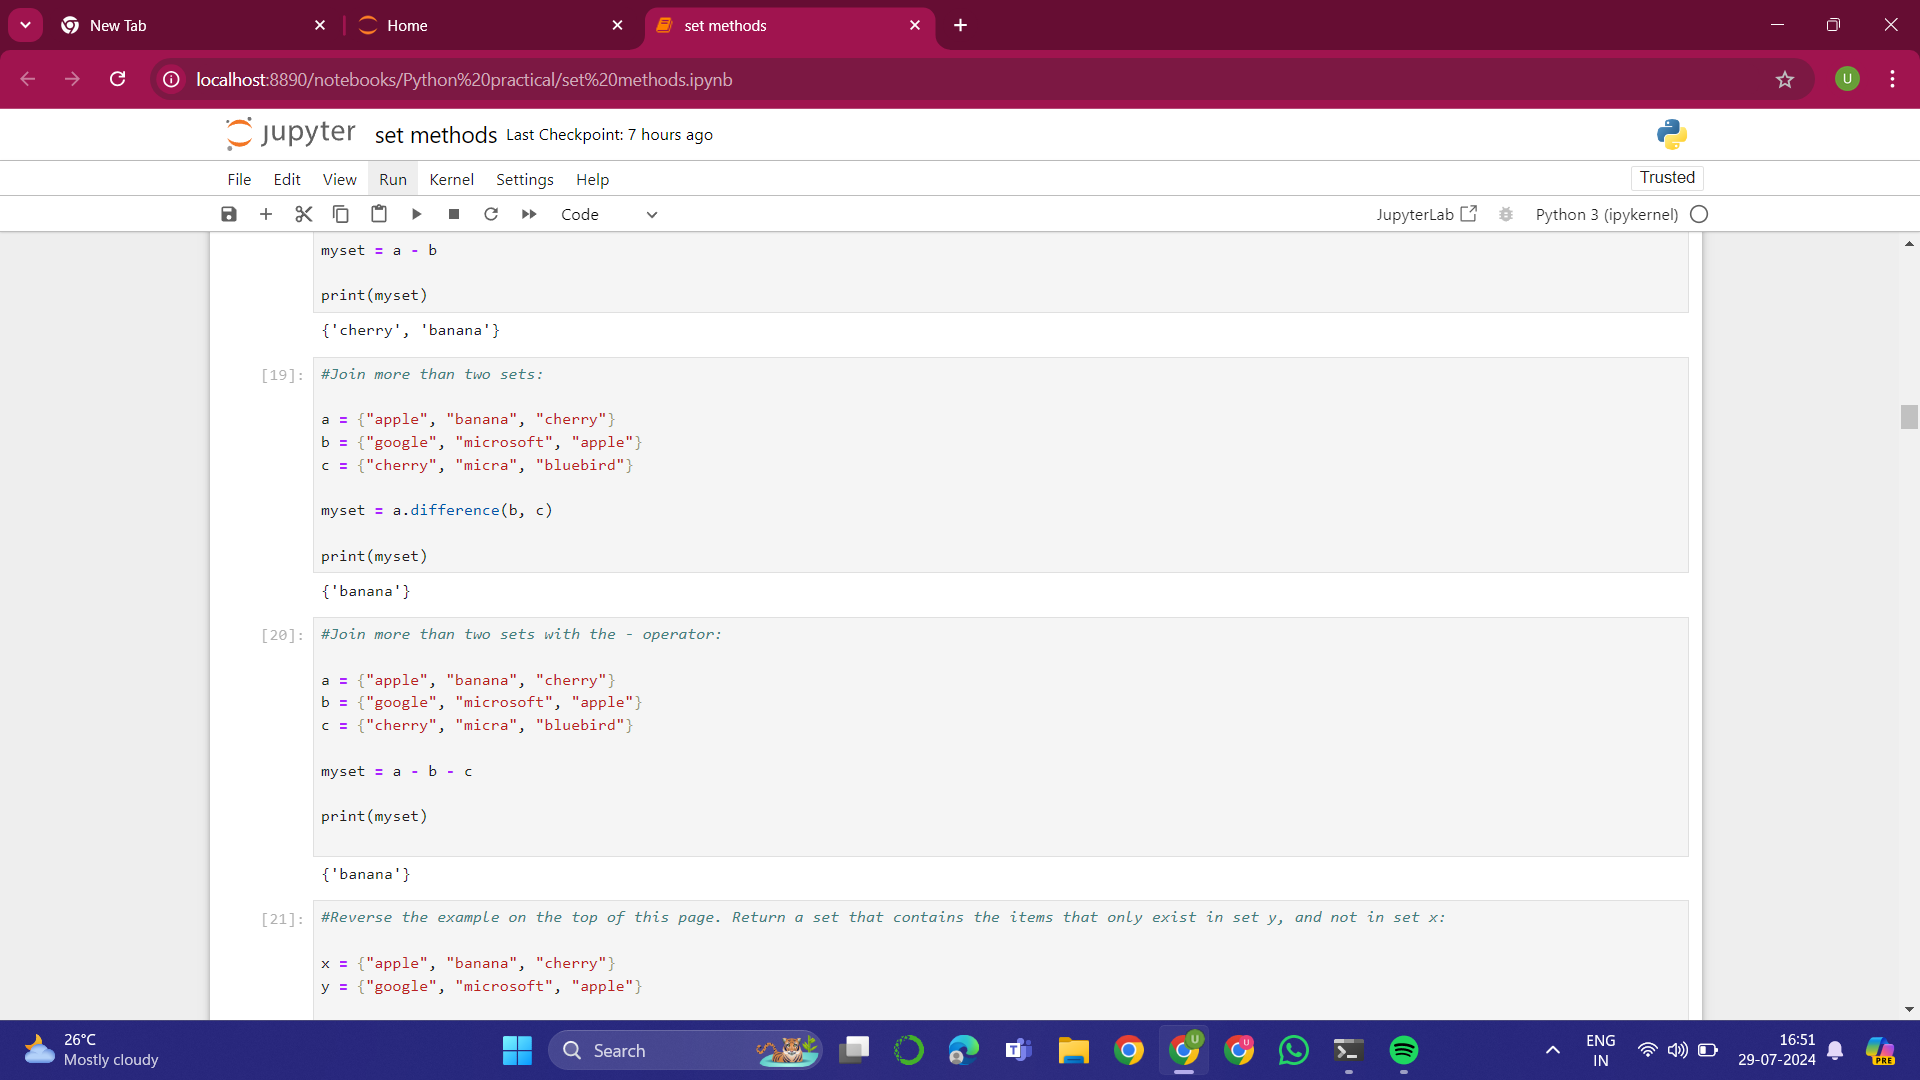 New Tab
Home
set methods
localhost:8890/notebooks/Python%20practical/set%20methods.ipynb
U
jupyter set methods Last Checkpoint: 7 hours ago
File Edit View Run Kernel Settings Help
Trusted
Code
JupyterLab
Python 3 (ipykernel)
myset = a - b
print(myset)
{'cherry', 'banana'}
[19]:
#Join more than two sets:
a = {"apple", "banana", "cherry"}
b = {"google", "microsoft", "apple"}
c = {"cherry", "micra", "bluebird"}
myset = a.difference(b, c)
print(myset)
{'banana'}
[20]:
#Join more than two sets with the - operator:
a = {"apple", "banana", "cherry"}
b = {"google", "microsoft", "apple"}
c = {"cherry", "micra", "bluebird"}
myset = a - b - c
print(myset)
{'banana'}
[21]:
#Reverse the example on the top of this page. Return a set that contains the items that only exist in set y, and not in set x:
x = {"apple", "banana", "cherry"}
y = {"google", "microsoft", "apple"}
26°C
Mostly cloudy
Search
U
U
ENG
IN
16:51
29-07-2024
PRE